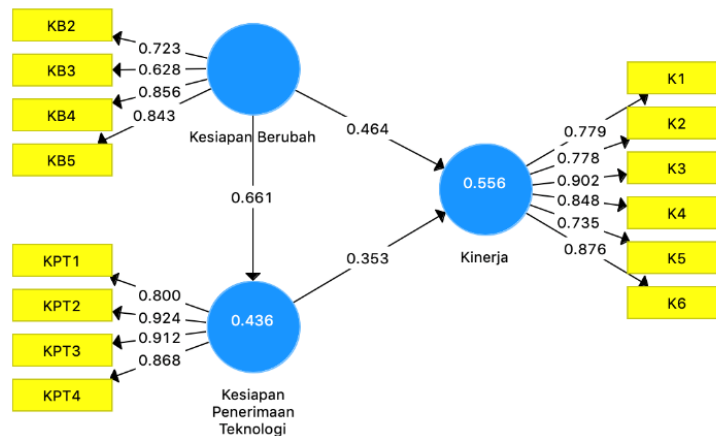 KB2
KB3
KB4
KB5
0.723
0.628
0.856
0.843
Kesiapan Berubah
0.464
0.661
KPT1
KPT2
KPT3
KPT4
0.800
0.924
0.912
0.868
0.436
Kesiapan
Penerimaan
Teknologi
0.353
0.556
Kinerja
0.779
0.778
0.902
0.848
0.735
0.876
K1
K2
K3
K4
K5
K6